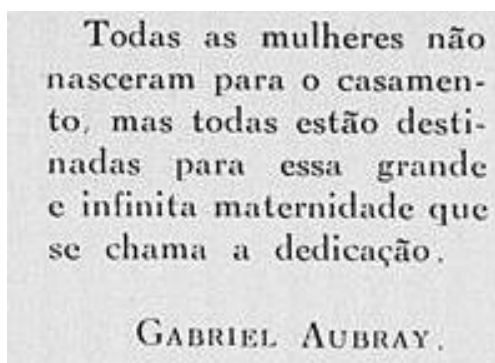 Todas as mulheres não
nasceram para o casamen-
to, mas todas estão desti-
nadas para essa grande
e infinita maternidade que
se chama a dedicação.
GABRIEL AUBRAY.